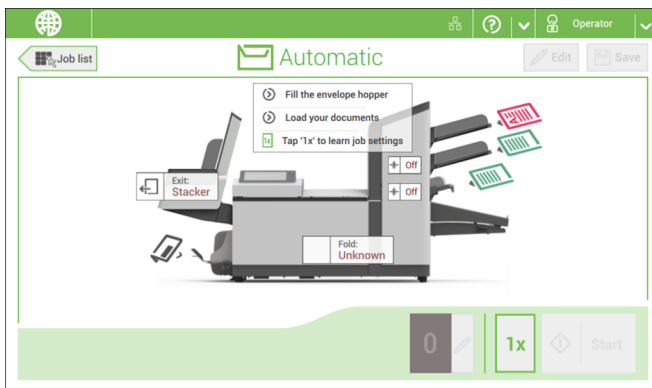 Operator
Job list
Automatic
Edit
Save
Fill the envelope hopper
Load your documents
1x
Tap '1x' to learn job settings
Off
Exit:
Stacker
Off
Fold:
Unknown
0
1x
Start